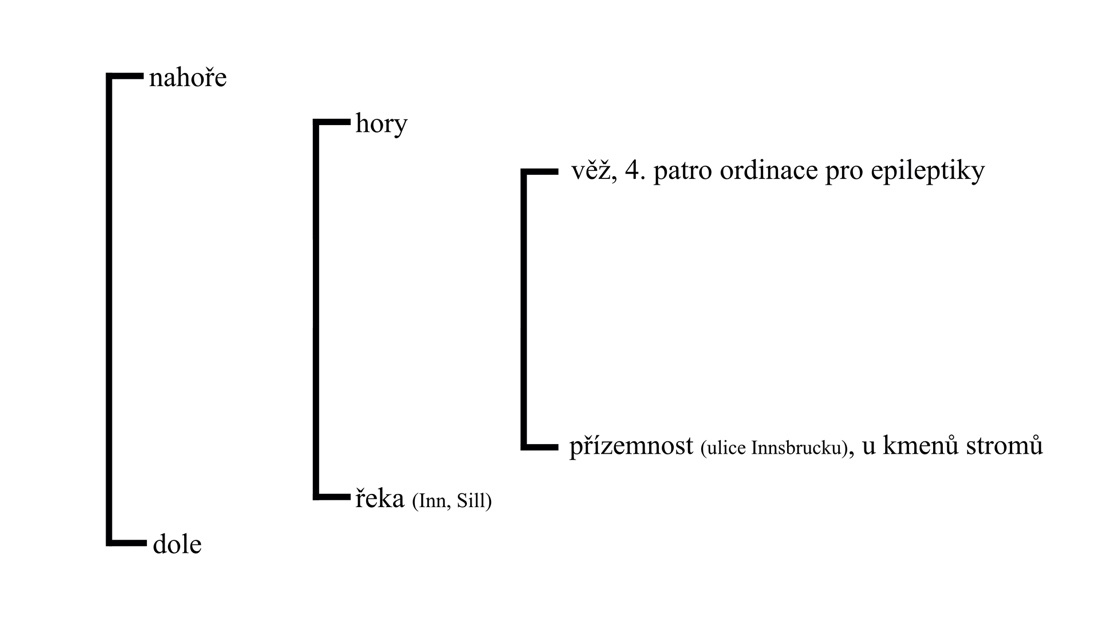 nahoře
hory
věž, 4. patro ordinace pro epileptiky
přízemnost (ulice Innsbrucku), u kmenů stromů
řeka (Inn, Sill)
dole